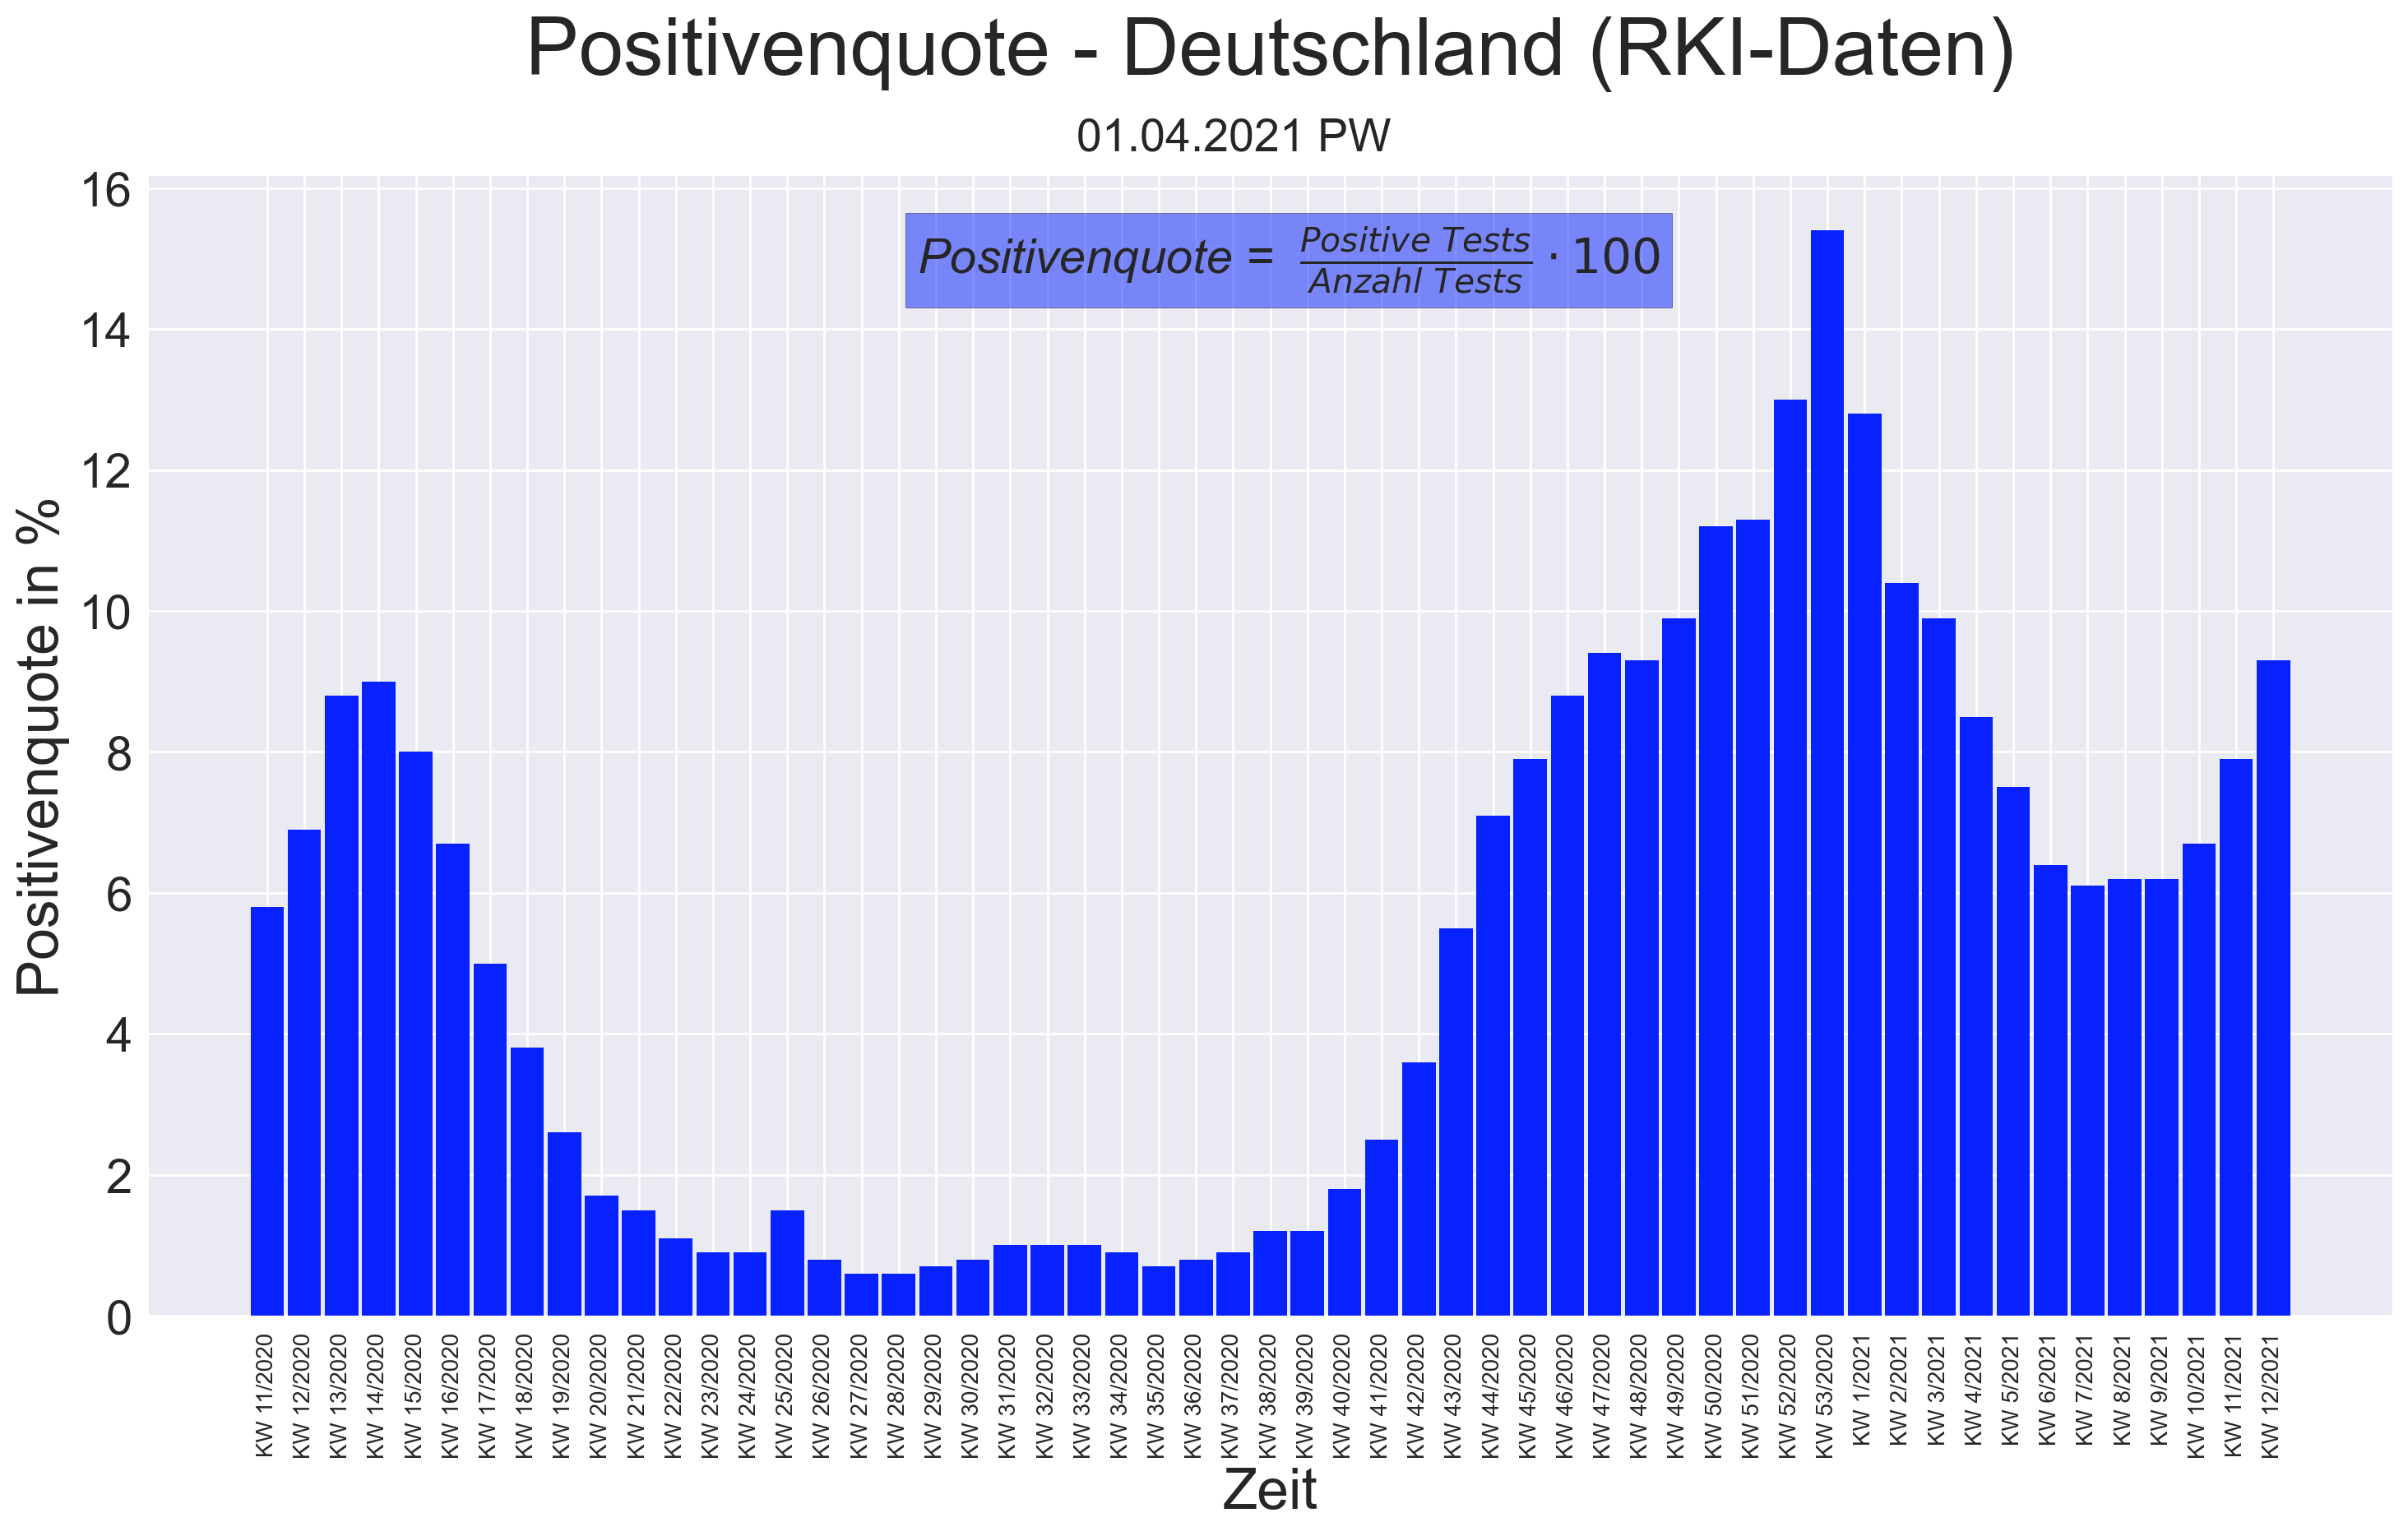 Positivenquote - Deutschland (RKI-Daten)
01.04.2021 PW
Positivenquote = Positive Tests / Anzahl Tests · 100
Positivenquote in %
16
14
12
10
8
6
4
2
0
KW 11/2020
KW 12/2020
KW 13/2020
KW 14/2020
KW 15/2020
KW 16/2020
KW 17/2020
KW 18/2020
KW 19/2020
KW 20/2020
KW 21/2020
KW 22/2020
KW 23/2020
KW 24/2020
KW 25/2020
KW 26/2020
KW 27/2020
KW 28/2020
KW 29/2020
KW 30/2020
KW 31/2020
KW 32/2020
KW 33/2020
KW 34/2020
KW 35/2020
KW 36/2020
KW 37/2020
KW 38/2020
KW 39/2020
KW 40/2020
KW 41/2020
KW 42/2020
KW 43/2020
KW 44/2020
KW 45/2020
KW 46/2020
KW 47/2020
KW 48/2020
KW 49/2020
KW 50/2020
KW 51/2020
KW 52/2020
KW 53/2020
KW 1/2021
KW 2/2021
KW 3/2021
KW 4/2021
KW 5/2021
KW 6/2021
KW 7/2021
KW 8/2021
KW 9/2021
KW 10/2021
KW 11/2021
KW 12/2021
Zeit